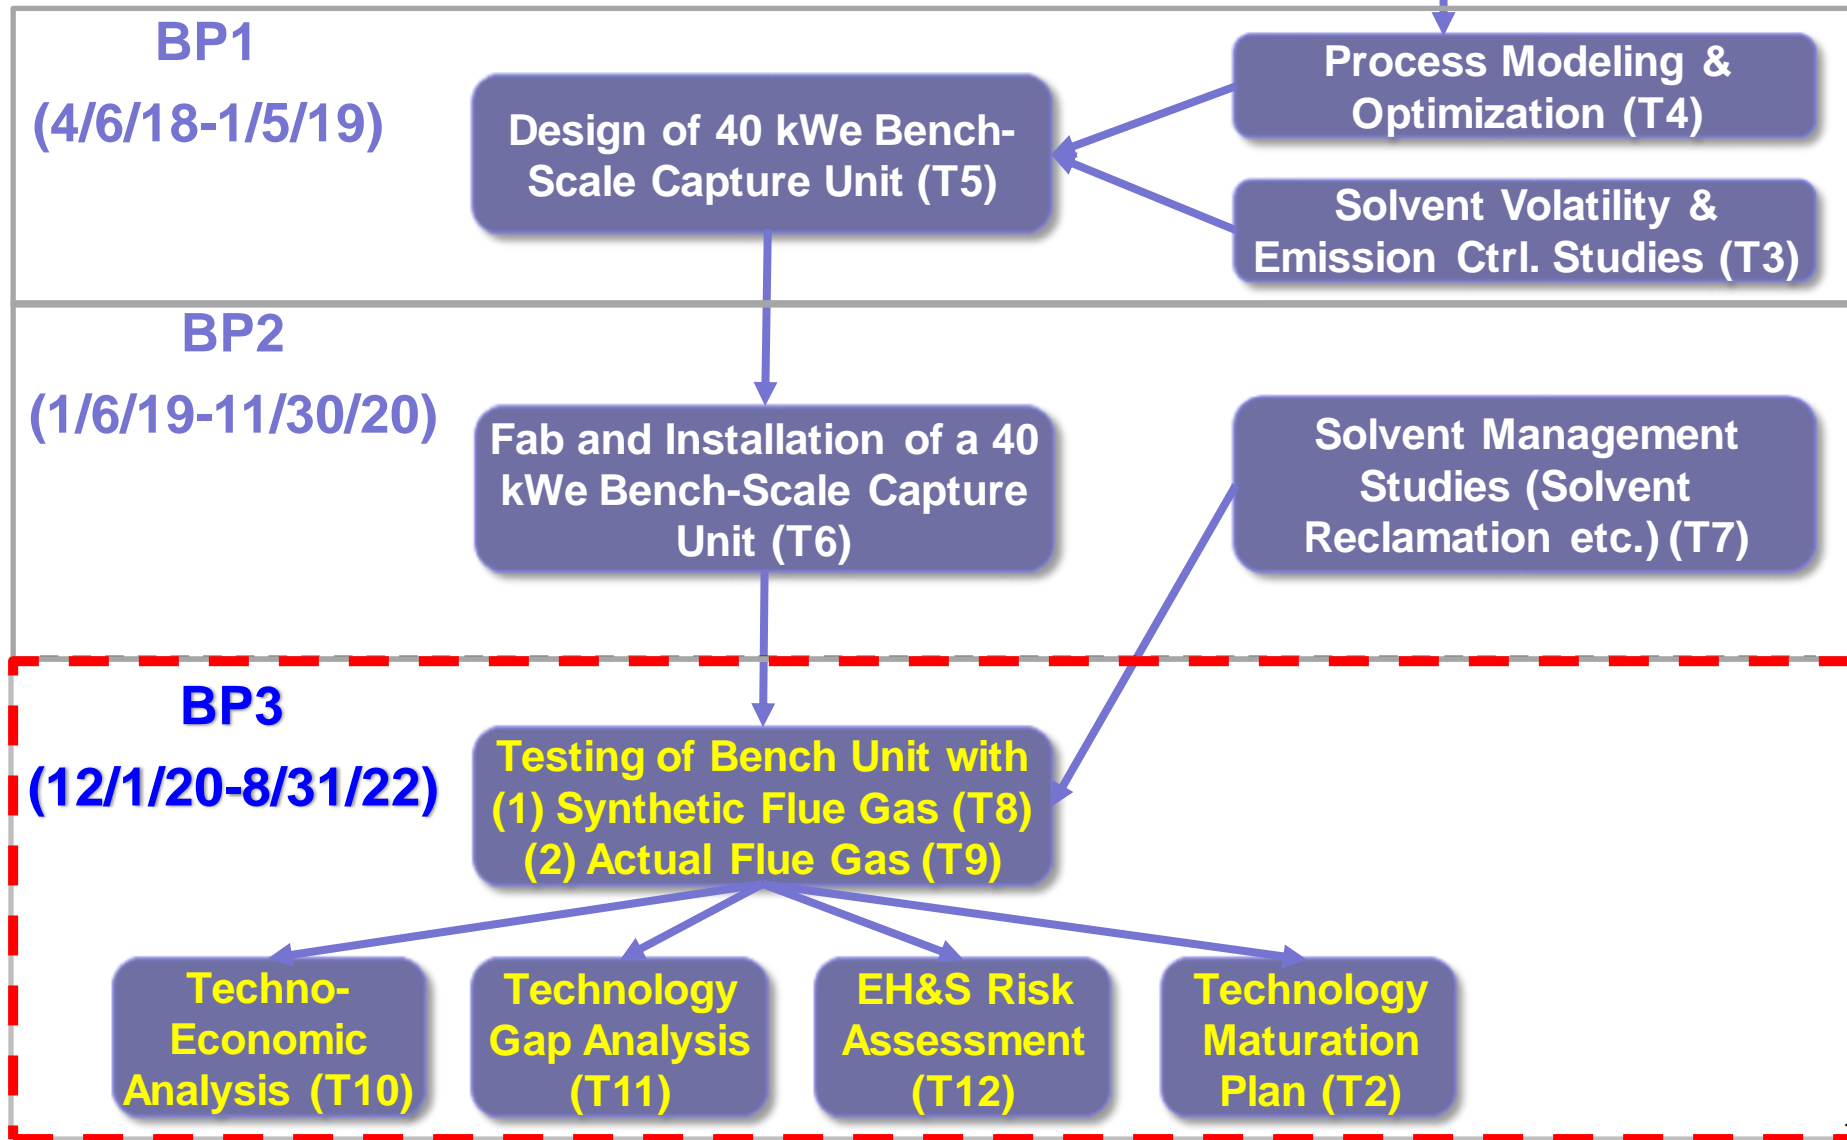 BP1
(4/6/18-1/5/19)
Process Modeling &
Optimization (T4)
Design of 40 kWe Bench-
Scale Capture Unit (T5)
Solvent Volatility &
Emission Ctrl. Studies (T3)
BP2
(1/6/19-11/30/20)
Fab and Installation of a 40
kWe Bench-Scale Capture
Unit (T6)
Solvent Management
Studies (Solvent
Reclamation etc.) (T7)
BP3
(12/1/20-8/31/22)
Testing of Bench Unit with
(1) Synthetic Flue Gas (T8)
(2) Actual Flue Gas (T9)
Techno-
Economic
Analysis (T10)
Technology
Gap Analysis
(T11)
EH&S Risk
Assessment
(T12)
Technology
Maturation
Plan (T2)